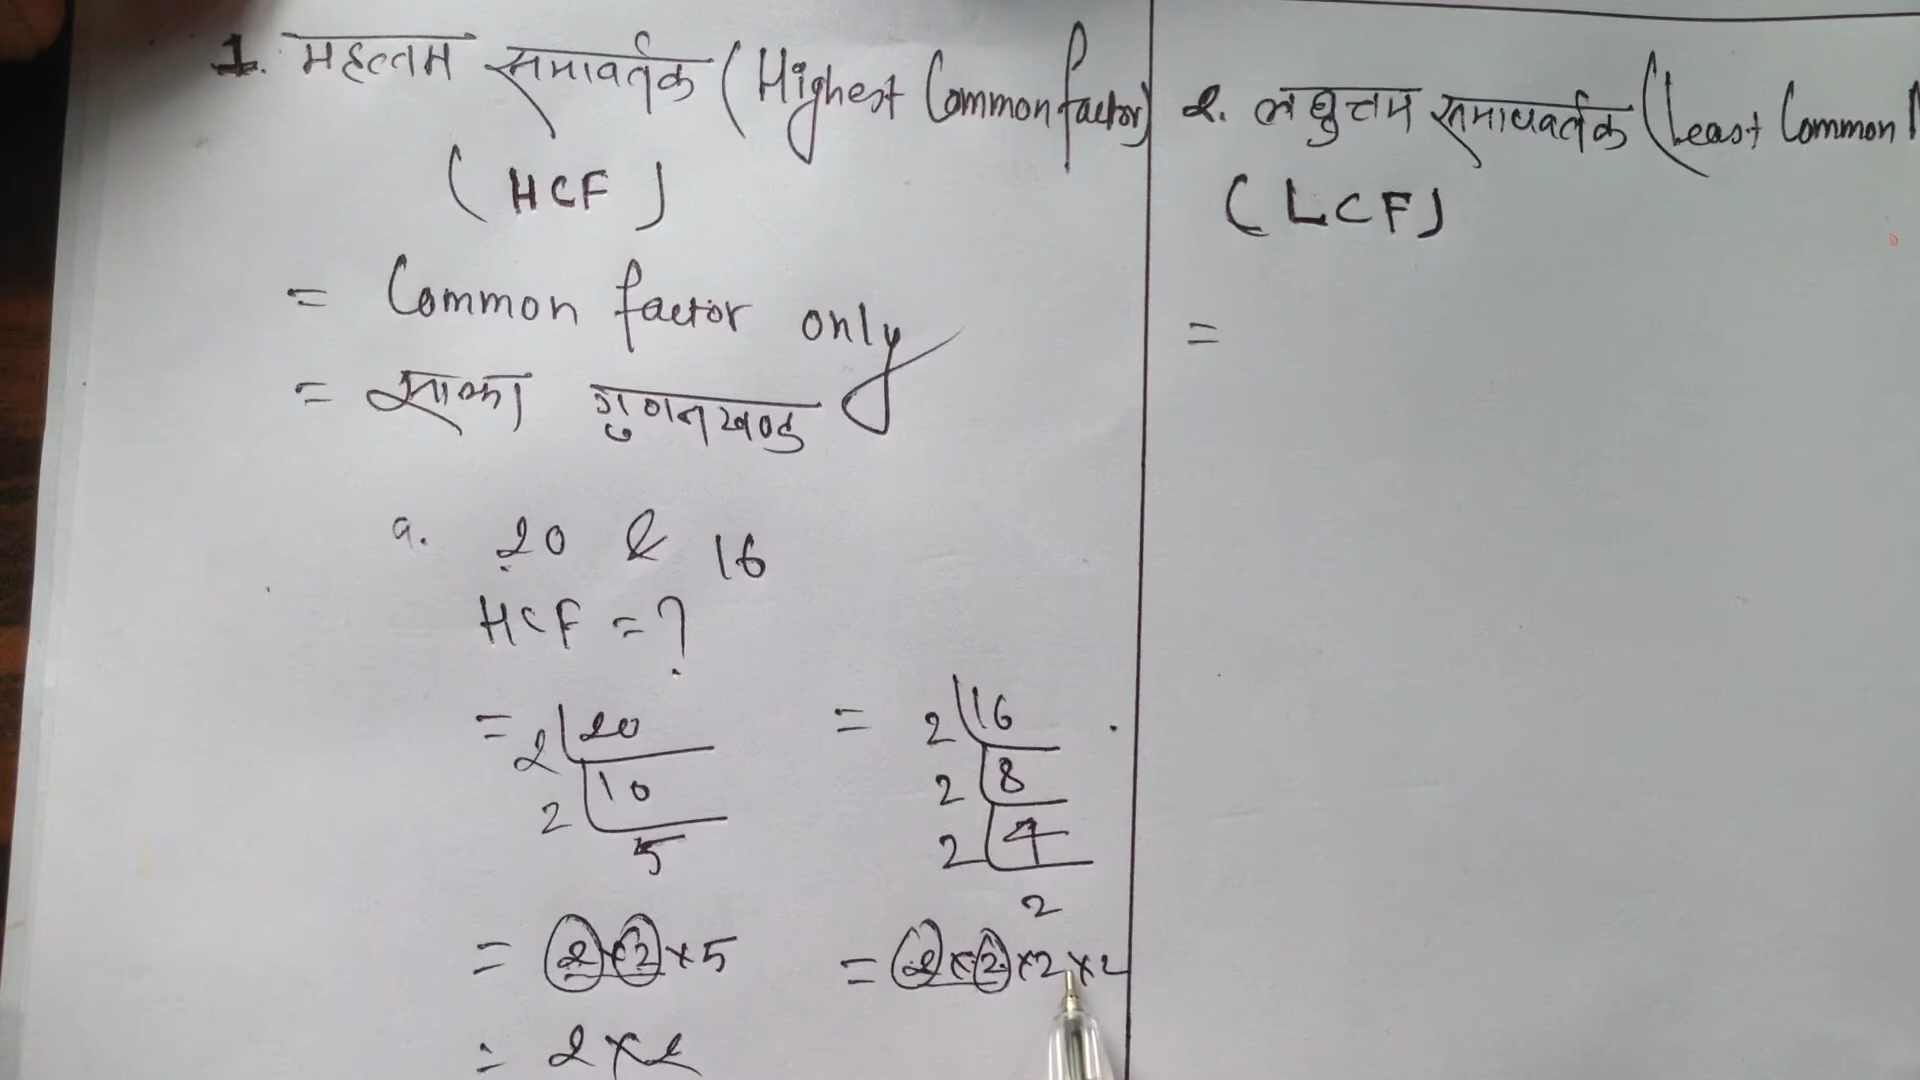 1. महत्तम समावर्तक (Highest Common factor)
(HCF)
= Common factor only
= साझा गुणनखण्ड
a. 20 & 16
HCF = ?
= 2 | 20
2 | 10
5
= 2 × 2 × 5
= 2 × 2
= 2 | 16
2 | 8
2 | 4
2
= 2 × 2 × 2 × 2
2. लघुत्तम समापवर्तक (Least Common
(LCF)
=